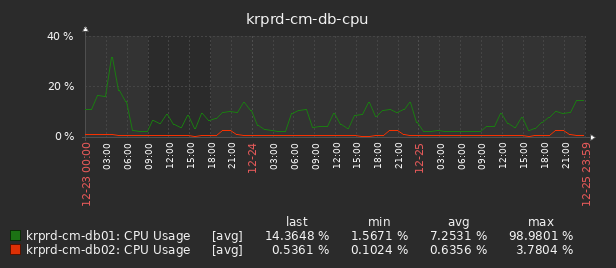 krprd-cm-db-cpu
40 %
20 %
0 %
12-23 00:00 03:00 06:00 09:00 12:00 15:00 18:00 21:00 12-24 03:00 06:00 09:00 12:00 15:00 18:00 21:00 12-25 03:00 06:00 09:00 12:00 15:00 18:00 21:00 12-25 23:59
last min avg max
krprd-cm-db01: CPU Usage [avg] 14.3648 % 1.5671 % 7.2531 % 98.9801 %
krprd-cm-db02: CPU Usage [avg] 0.5361 % 0.1024 % 0.6356 % 3.7804 %